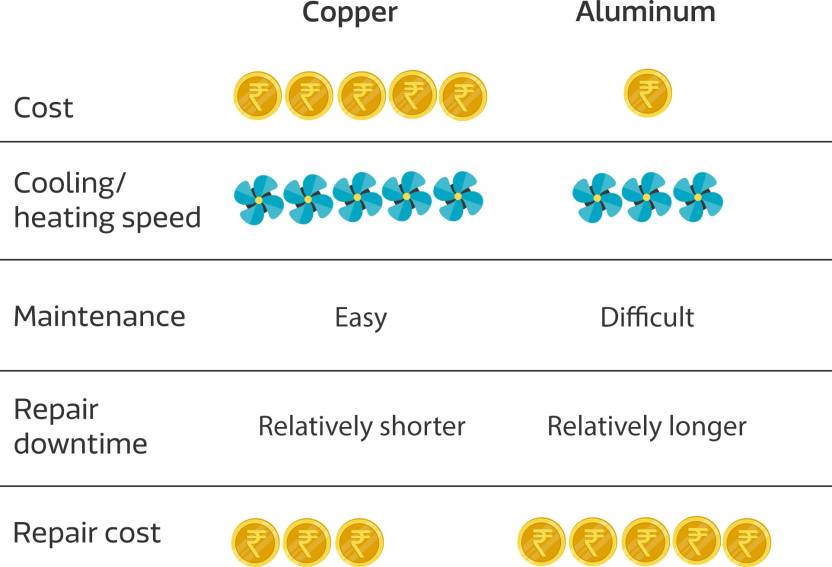 Copper Aluminum
Cost ₹ ₹ ₹ ₹ ₹ ₹
Cooling/
heating speed
Maintenance Easy Difficult
Repair
downtime Relatively shorter Relatively longer
Repair cost ₹ ₹ ₹ ₹ ₹ ₹ ₹ ₹